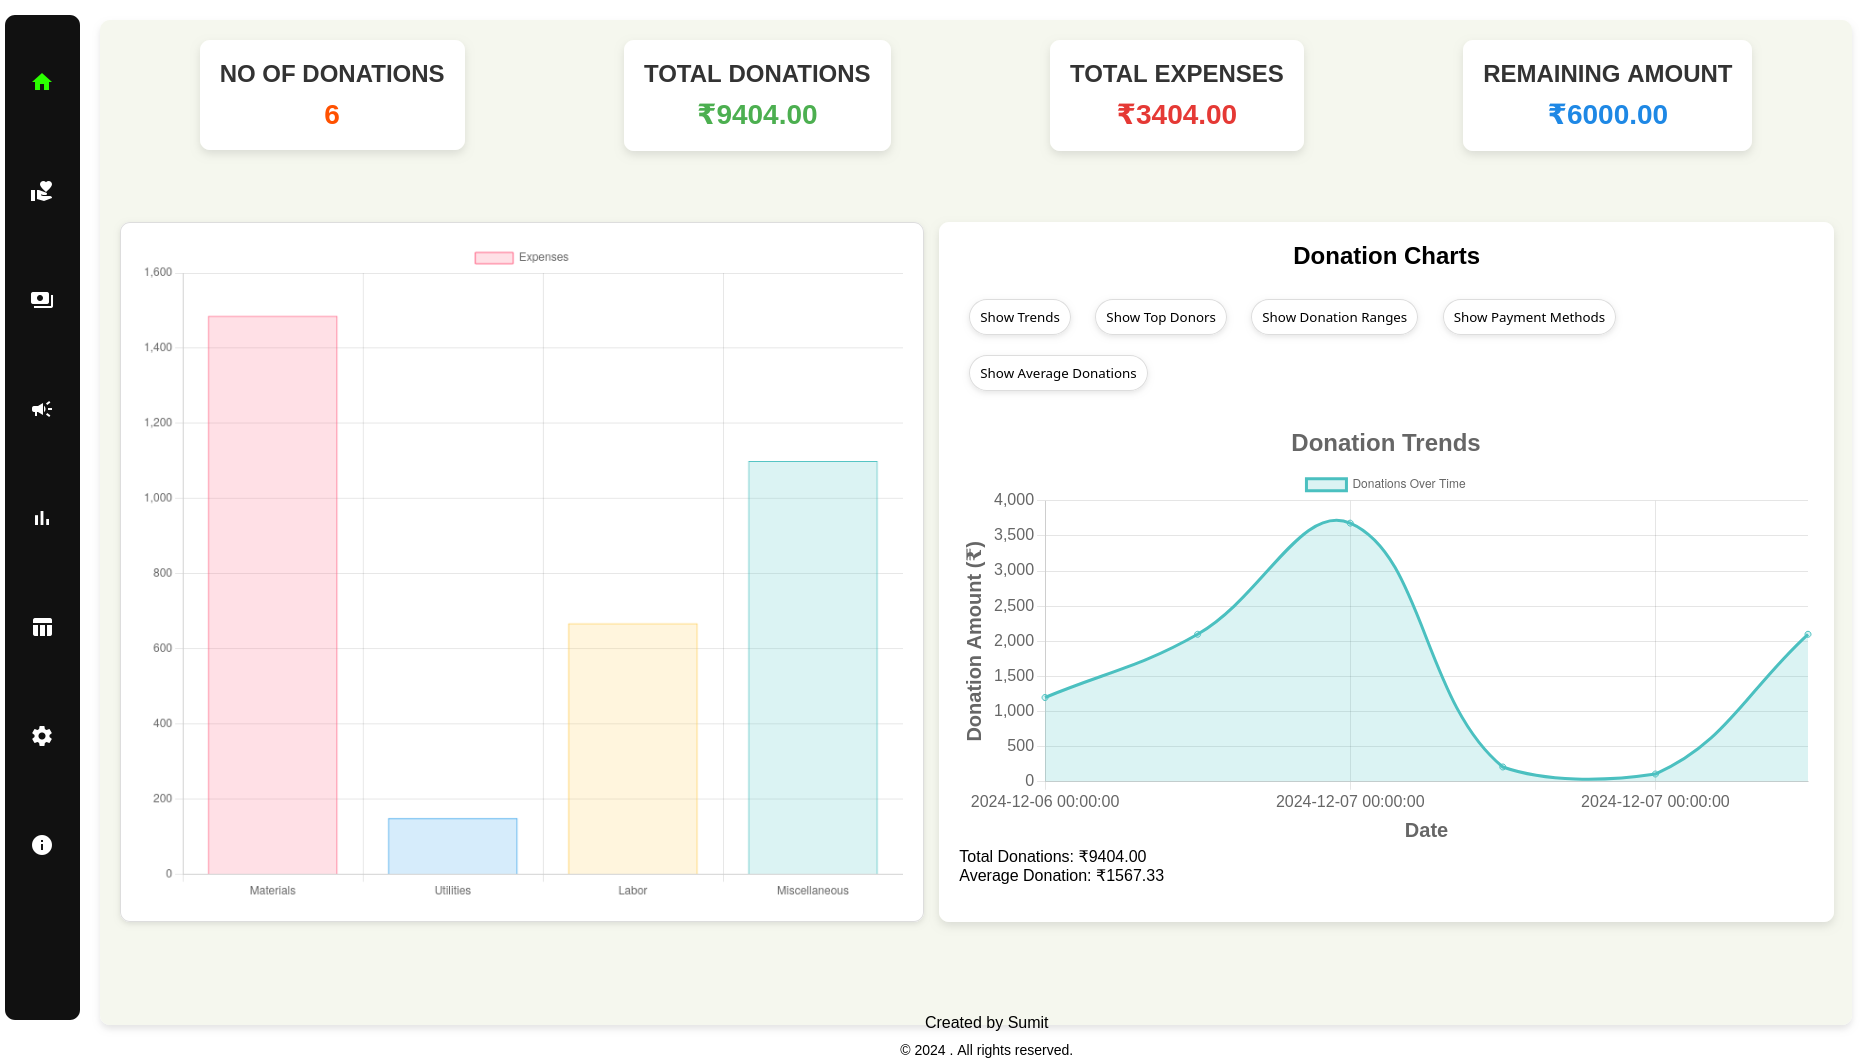 NO OF DONATIONS
6
TOTAL DONATIONS
₹9404.00
TOTAL EXPENSES
₹3404.00
REMAINING AMOUNT
₹6000.00
Expenses
1,600
1,400
1,200
1,000
800
600
400
200
0
Materials Utilities Labor Miscellaneous
Donation Charts
Show Trends Show Top Donors Show Donation Ranges Show Payment Methods
Show Average Donations
Donation Trends
Donations Over Time
Donation Amount (₹)
4,000
3,500
3,000
2,500
2,000
1,500
1,000
500
0
2024-12-06 00:00:00 2024-12-07 00:00:00 2024-12-07 00:00:00
Date
Total Donations: ₹9404.00
Average Donation: ₹1567.33
Created by Sumit
© 2024 . All rights reserved.